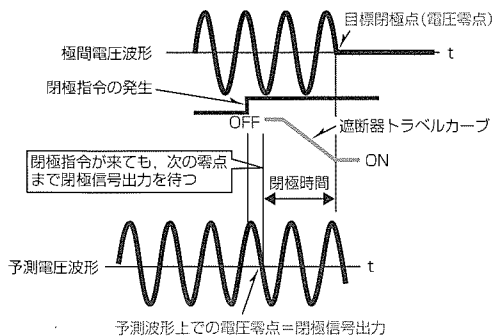 目標閉極点(電圧零点)
極間電圧波形
t
閉極指令の発生
OFF
遮断器トラベルカーブ
閉極指令が来ても，次の零点
まで閉極信号出力を待つ
ON
閉極時間
予測電圧波形
t
予測波形上での電圧零点＝閉極信号出力